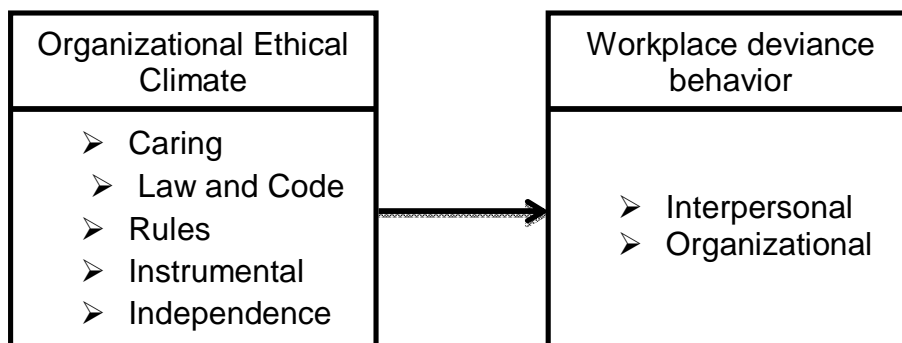 Organizational Ethical
Climate
➢ Caring
➢ Law and Code
➢ Rules
➢ Instrumental
➢ Independence
Workplace deviance
behavior
➢ Interpersonal
➢ Organizational